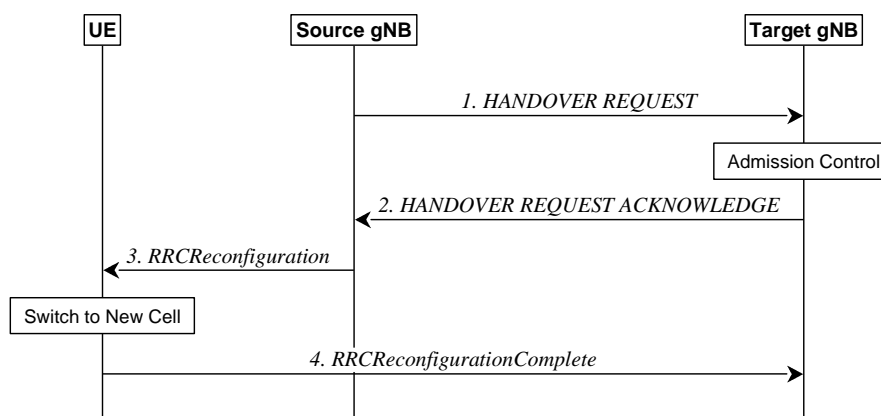 UE
Source gNB
Target gNB
1. HANDOVER REQUEST
Admission Control
2. HANDOVER REQUEST ACKNOWLEDGE
3. RRCReconfiguration
Switch to New Cell
4. RRCReconfigurationComplete